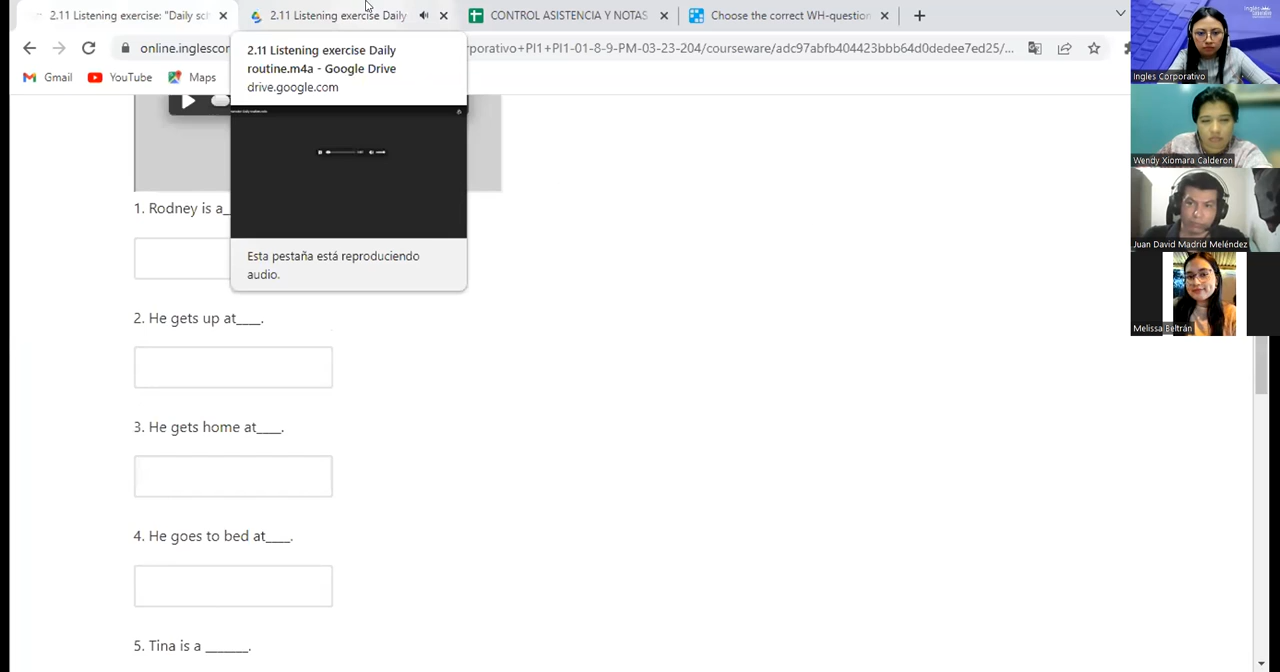 2.11 Listening exercise: "Daily sch
2.11 Listening exercise Daily
CONTROL ASISTENCIA Y NOTAS
Choose the correct WH-question
online.inglescor
rporativo+PI1+PI1-01-8-9-PM-03-23-204/courseware/adc97abfb404423bbb64d0dedee7ed25/...
Gmail
YouTube
Maps
2.11 Listening exercise Daily
routine.m4a - Google Drive
drive.google.com
Esta pestaña está reproduciendo
audio.
1. Rodney is a_
2. He gets up at____.
3. He gets home at____.
4. He goes to bed at____.
5. Tina is a _______.
Ingles Corporativo
Wendy Xiomara Calderon
Juan David Madrid Meléndez
Melissa Beltrán